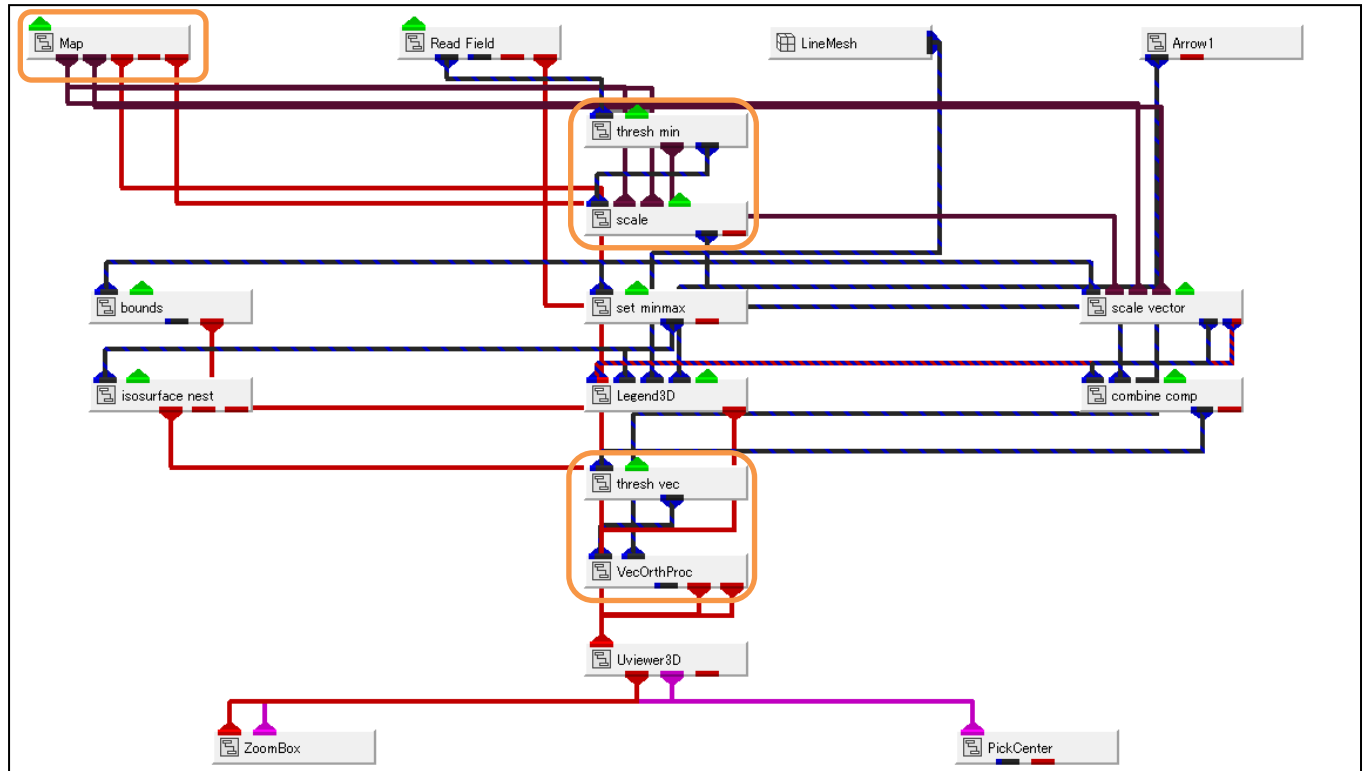 Map
Read Field
LineMesh
Arrow1
thresh min
scale
bounds
set minmax
scale vector
isosurface nest
Legend3D
combine comp
thresh vec
VecOrthProc
Uviewer3D
ZoomBox
PickCenter